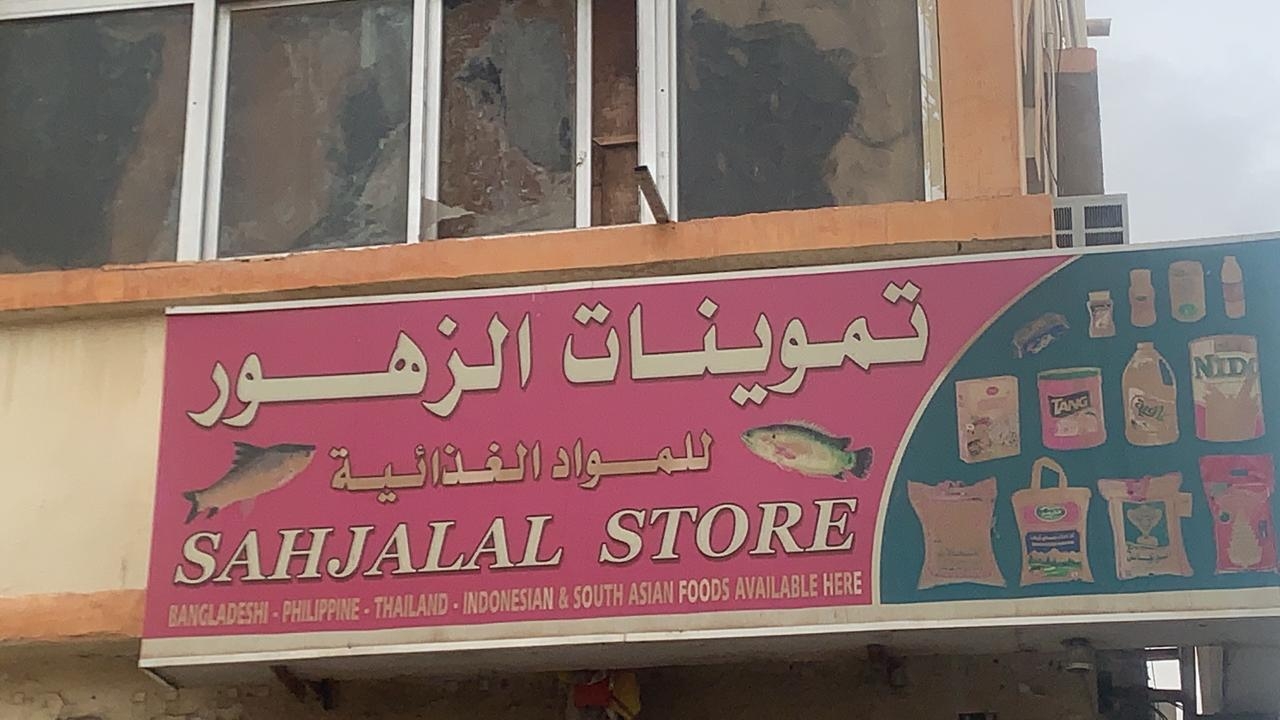 تموينات الزهور
للمواد الغذائية
SAHJALAL STORE
BANGLADESHI - PHILIPPINE - THAILAND - INDONESIAN & SOUTH ASIAN FOODS AVAILABLE HERE
NIDO
TANG